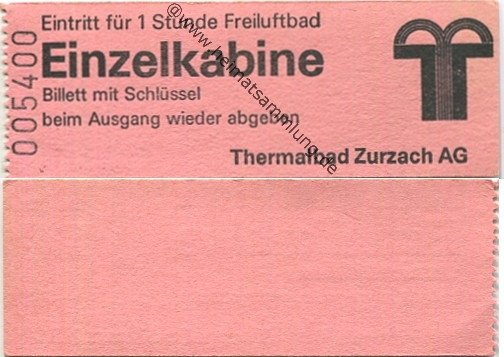 005400
Eintritt für 1 Stunde Freiluftbad
Einzelkabine
Billett mit Schlüssel
beim Ausgang wieder abgeben
Thermalbad Zurzach AG
@www.heimatsammlung.de